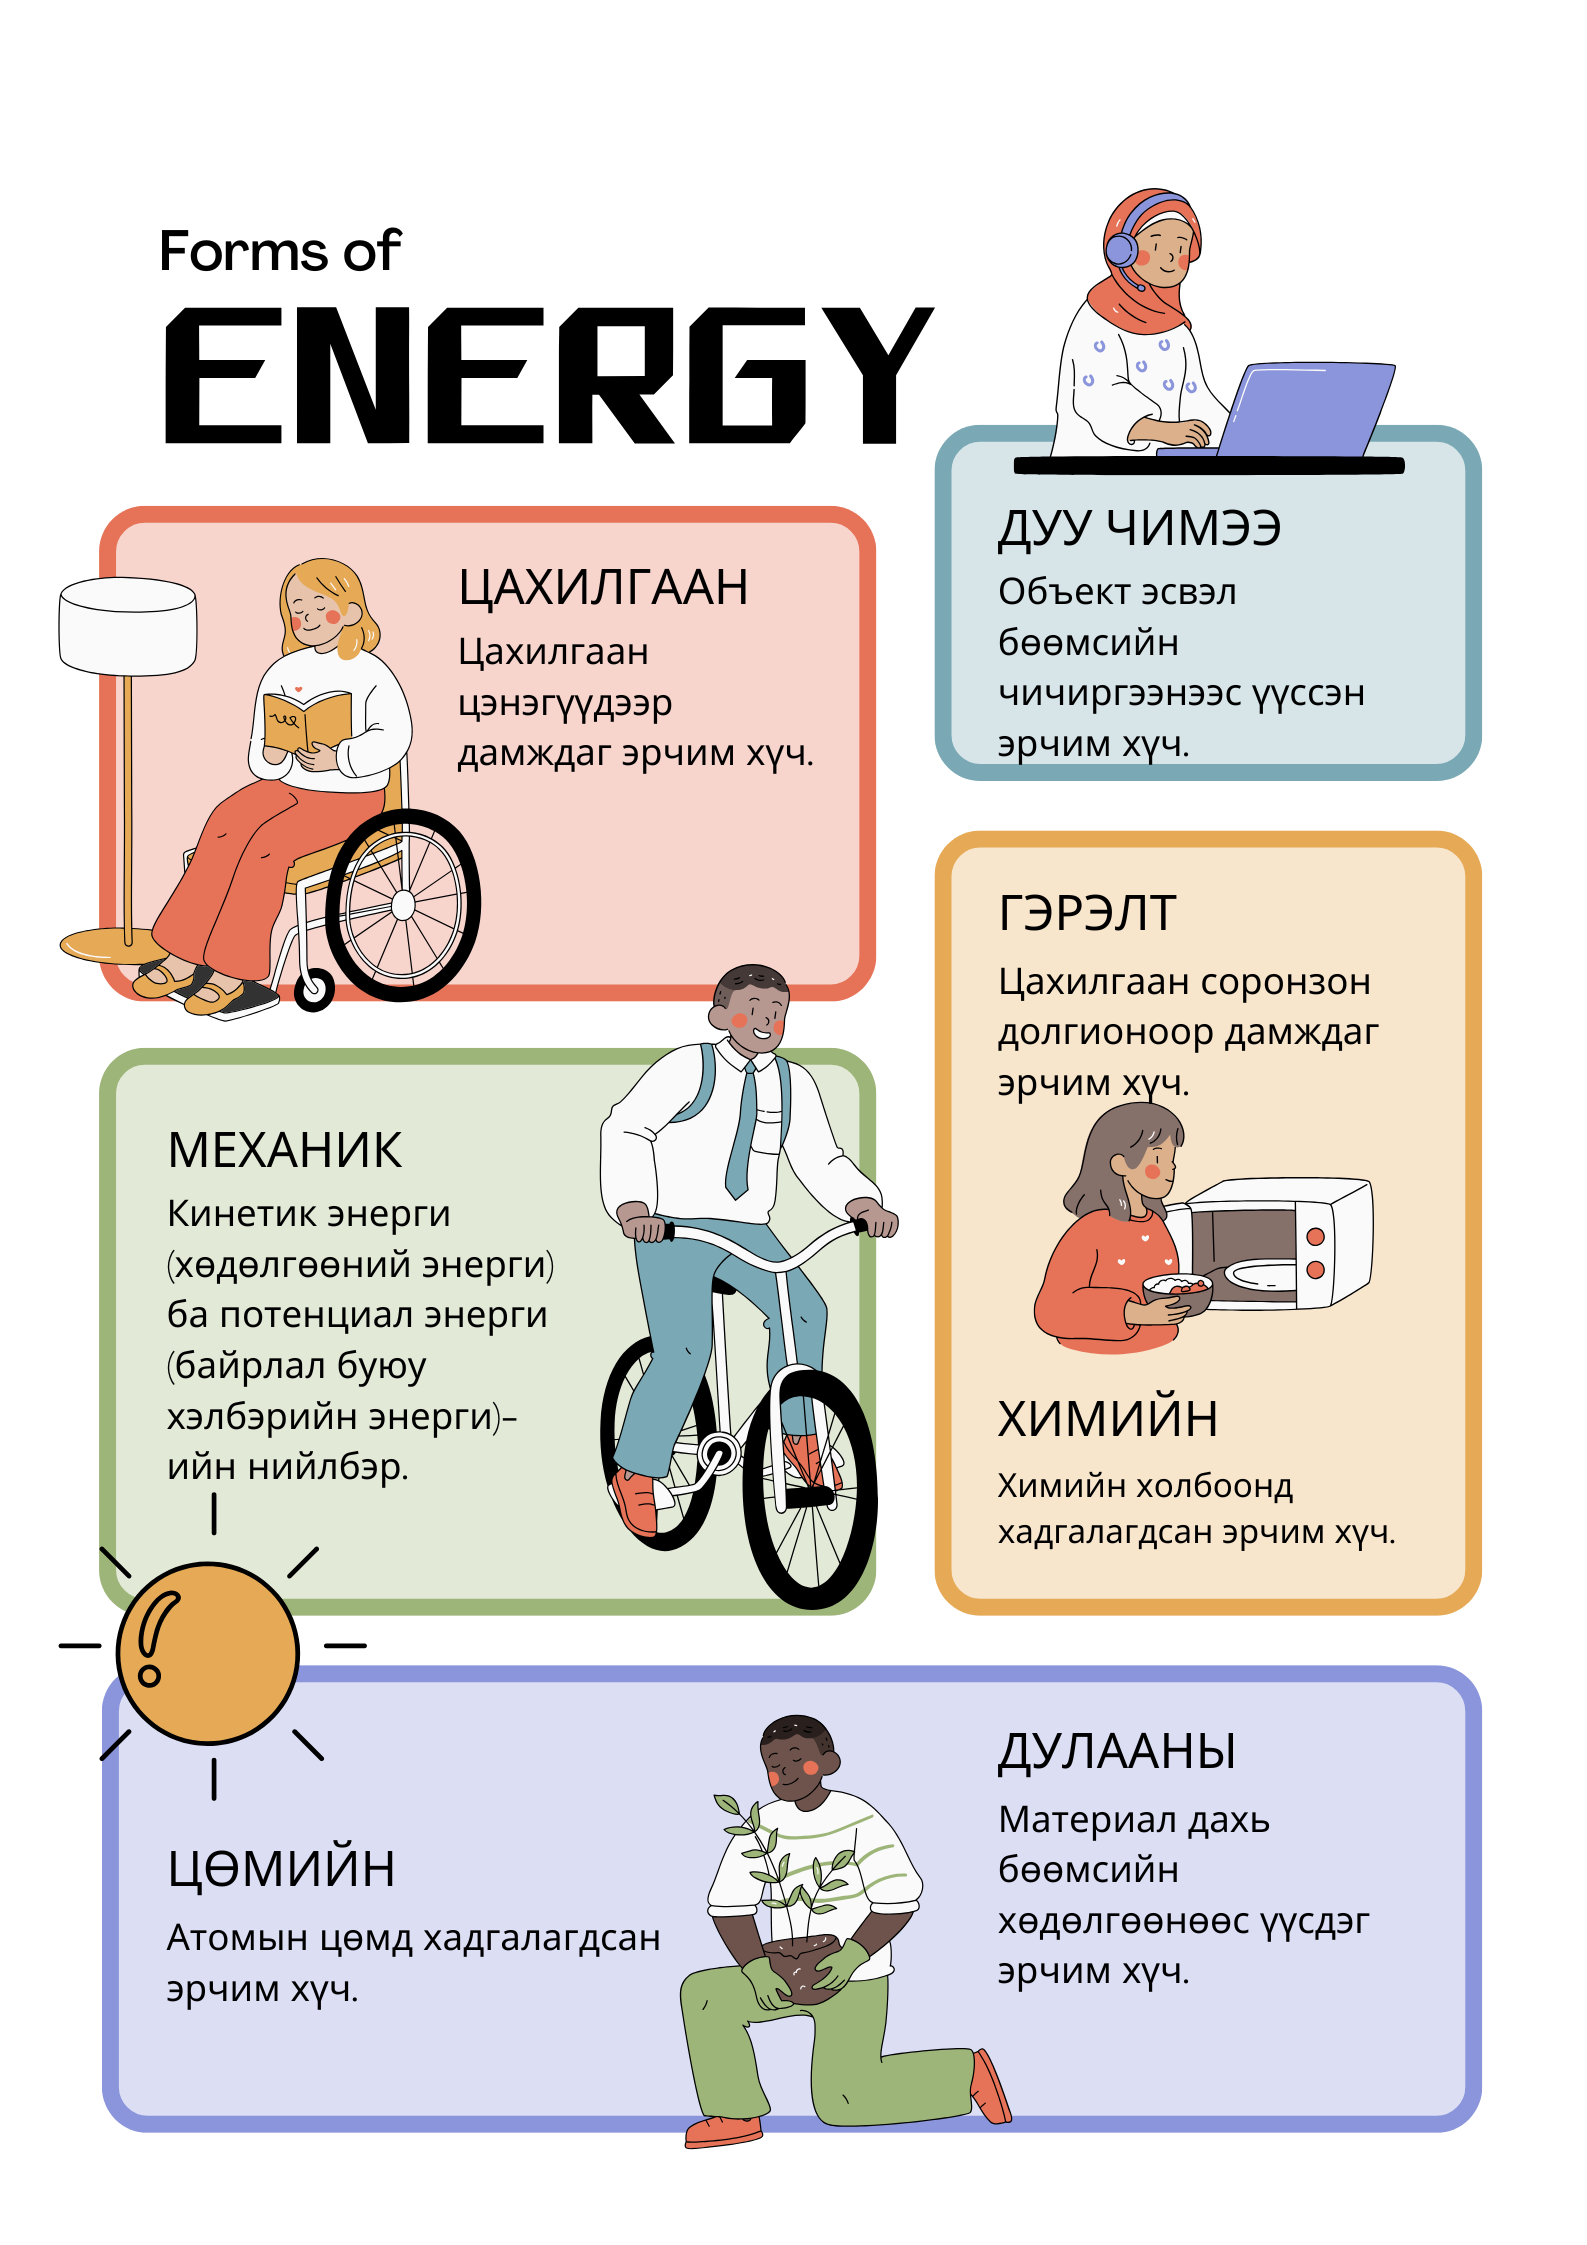 Forms of
ENERGY
ДУУ ЧИМЭЭ
Объект эсвэл
бөөмсийн
чичиргээнээс үүссэн
эрчим хүч.
ЦАХИЛГААН
Цахилгаан
цэнэгүүдээр
дамждаг эрчим хүч.
ГЭРЭЛТ
Цахилгаан соронзон
долгионоор дамждаг
эрчим хүч.
МЕХАНИК
Кинетик энерги
(хөдөлгөөний энерги)
ба потенциал энерги
(байрлал буюу
хэлбэрийн энерги)–
ийн нийлбэр.
ХИМИЙН
Химийн холбоонд
хадгалагдсан эрчим хүч.
ЦӨМИЙН
Атомын цөмд хадгалагдсан
эрчим хүч.
ДУЛААНЫ
Материал дахь
бөөмсийн
хөдөлгөөнөөс үүсдэг
эрчим хүч.